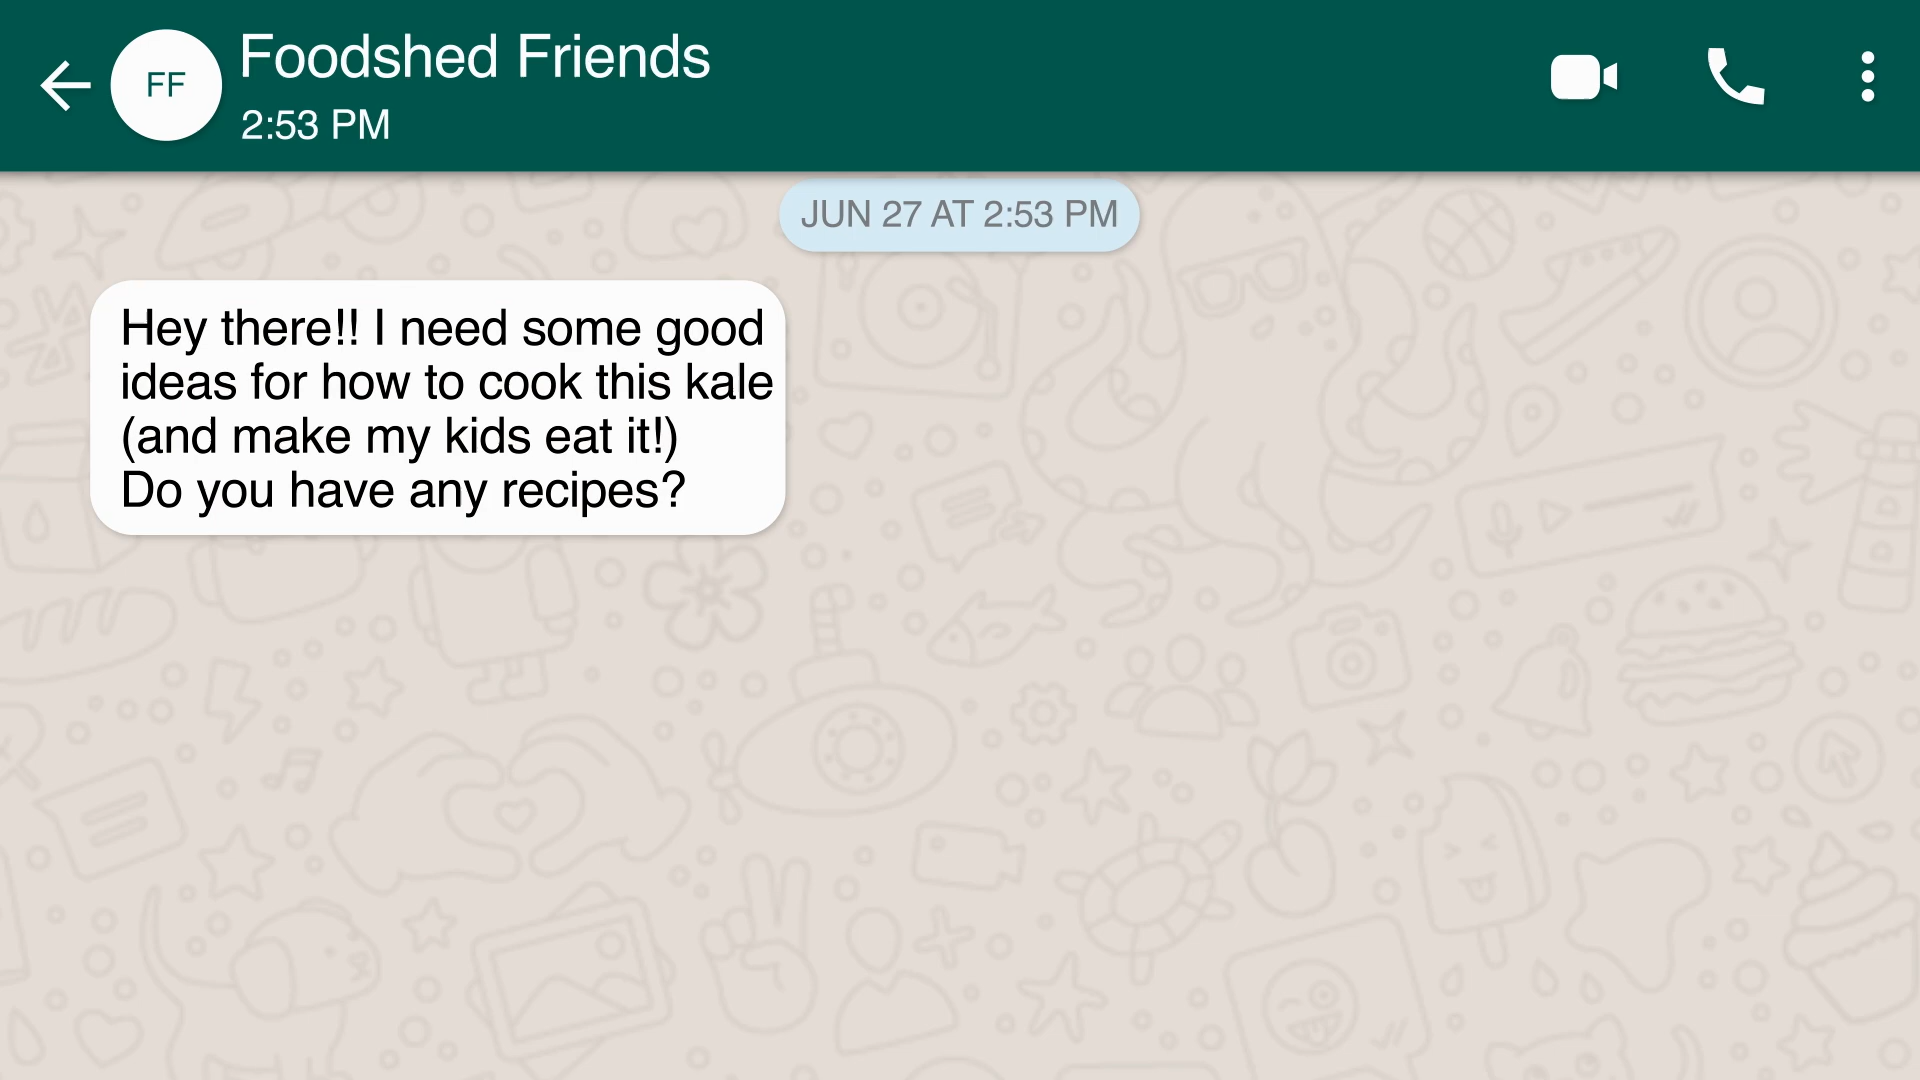 FF
Foodshed Friends
2:53 PM
JUN 27 AT 2:53 PM
Hey there!! I need some good
ideas for how to cook this kale
(and make my kids eat it!)
Do you have any recipes?